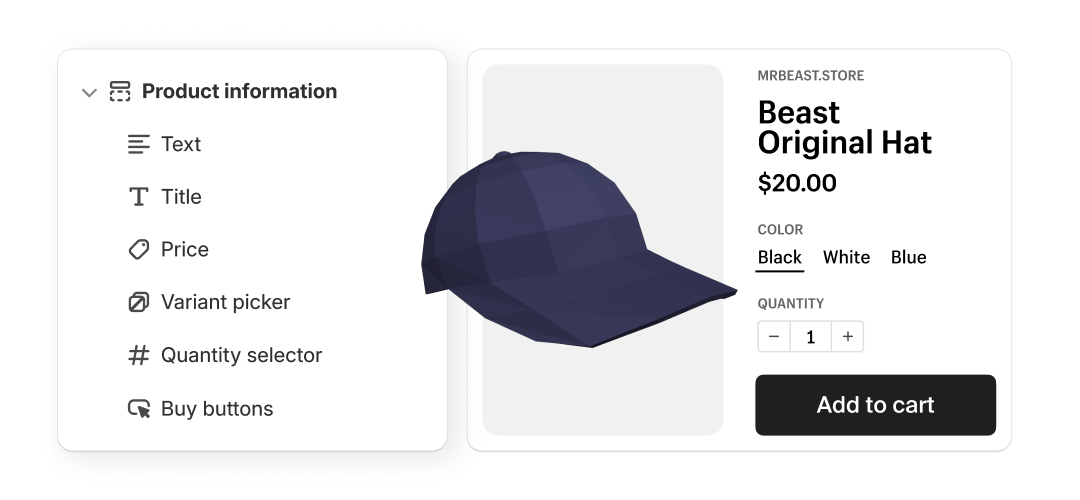 Product information
Text
Title
Price
Variant picker
Quantity selector
Buy buttons
MRBEAST.STORE
Beast
Original Hat
$20.00
COLOR
Black White Blue
QUANTITY
− 1 +
Add to cart